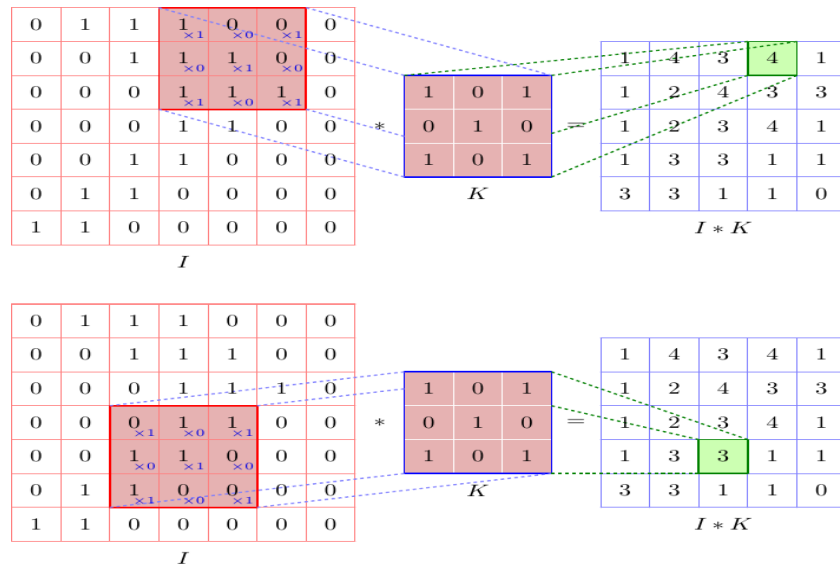 0 1 1 1×1 0×0 0×1 0
0 0 1 1×0 1×1 0×0 0 1 4 3 4 1
0 0 0 1×1 1×0 1×1 0 1 0 1 1 2 4 3 3
0 0 0 1 1 0 0 * 0 1 0 = 1 2 3 4 1
0 0 1 1 0 0 0 1 0 1 1 3 3 1 1
0 1 1 0 0 0 0 K 3 3 1 1 0
1 1 0 0 0 0 0 I * K
I
0 1 1 1 0 0 0
0 0 1 1 1 0 0 1 4 3 4 1
0 0 0 1 1 1 0 1 0 1 1 2 4 3 3
0 0 0×1 1×0 1×1 0 0 * 0 1 0 = 1 2 3 4 1
0 0 1×0 1×1 0×0 0 0 1 0 1 1 3 3 1 1
0 1 1×1 0×0 0×1 0 0 K 3 3 1 1 0
1 1 0 0 0 0 0 I * K
I